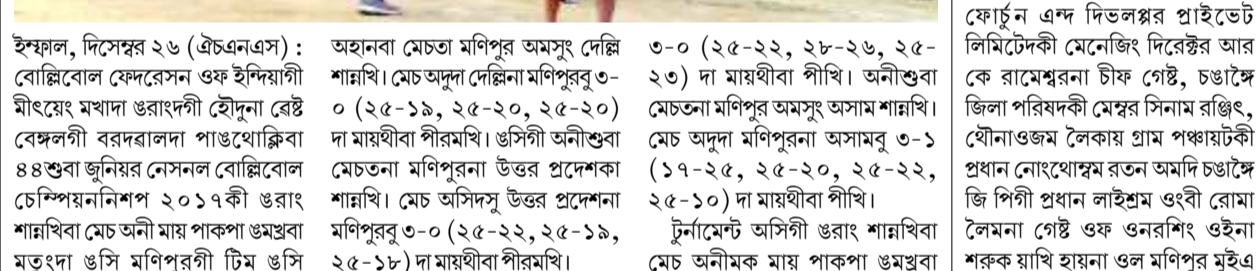 ইম্ফাল, দিসেম্বর ২৬ (ঐচএনএস) :
বোল্লিবোল ফেদরেসন ওফ ইন্দিয়াগী
মীৎয়েং মখাদা ঙরাংদগী হৌদুনা ৱেষ্ট
বেঙ্গলগী বরদৱালদা পাঙথোক্লিবা
৪৪শুবা জুনিয়র নেসনল বোল্লিবোল
চেম্পিয়ননিশপ ২০১৭কী ঙরাং
শান্নখিবা মেচ অনী মায় পাকপা ঙমখ্রবা
মতুংদা ঙসি মণিপুরগী টিম ঙসি
অহানবা মেচতা মণিপুর অমসুং দেল্লি
শান্নখি। মেচ অদুদা দেল্লিনা মণিপুরবু ৩-
০ (২৫-১৯, ২৫-২০, ২৫-২০)
দা মায়থীবা পীরমখি। ঙসিগী অনীশুবা
মেচতনা মণিপুরনা উত্তর প্রদেশকা
শান্নখি। মেচ অসিদসু উত্তর প্রদেশনা
মণিপুরবু ৩-০ (২৫-২২, ২৫-১৯,
২৫-১৮) দা মায়থীবা পীরমখি।
৩-০ (২৫-২২, ২৮-২৬, ২৫-
২৩) দা মায়থীবা পীখি। অনীশুবা
মেচতনা মণিপুর অমসুং অসাম শান্নখি।
মেচ অদুদা মণিপুরনা অসামবু ৩-১
(১৭-২৫, ২৫-২০, ২৫-২২,
২৫-১০) দা মায়থীবা পীখি।
টুর্নামেন্ট অসিগী ঙরাং শান্নখিবা
মেচ অনীমক মায় পাকপা ঙমখ্রবা
ফোর্চুন এন্দ দিভলপ্পর প্রাইভেট
লিমিটেদকী মেনেজিং দিরেক্টর আর
কে রামেশ্বরনা চীফ গেষ্ট, চঙাঙ্গৈ
জিলা পরিষদকী মেম্বর সিনাম রঞ্জিৎ,
থৌনাওজম লৈকায় গ্রাম পঞ্চায়টকী
প্রধান নোংথোম্বম রতন অমদি চঙাঙ্গৈ
জি পিগী প্রধান লাইশ্রম ওংবী রোমা
লৈমনা গেষ্ট ওফ ওনরশিং ওইনা
শরুক য়াখি হায়না ওল মণিপুর মুইএ